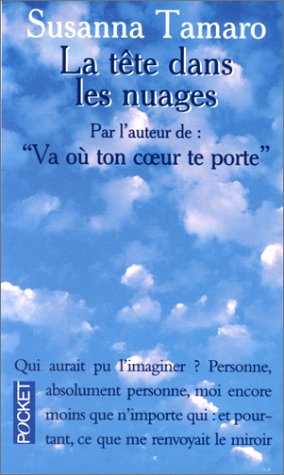 Susanna Tamaro
La tête dans
les nuages
Par l'auteur de :
"Va où ton cœur te porte"
Qui aurait pu l'imaginer ? Personne,
absolument personne, moi encore
moins que n'importe qui : et pour-
tant, ce que me renvoyait le miroir
POCKET